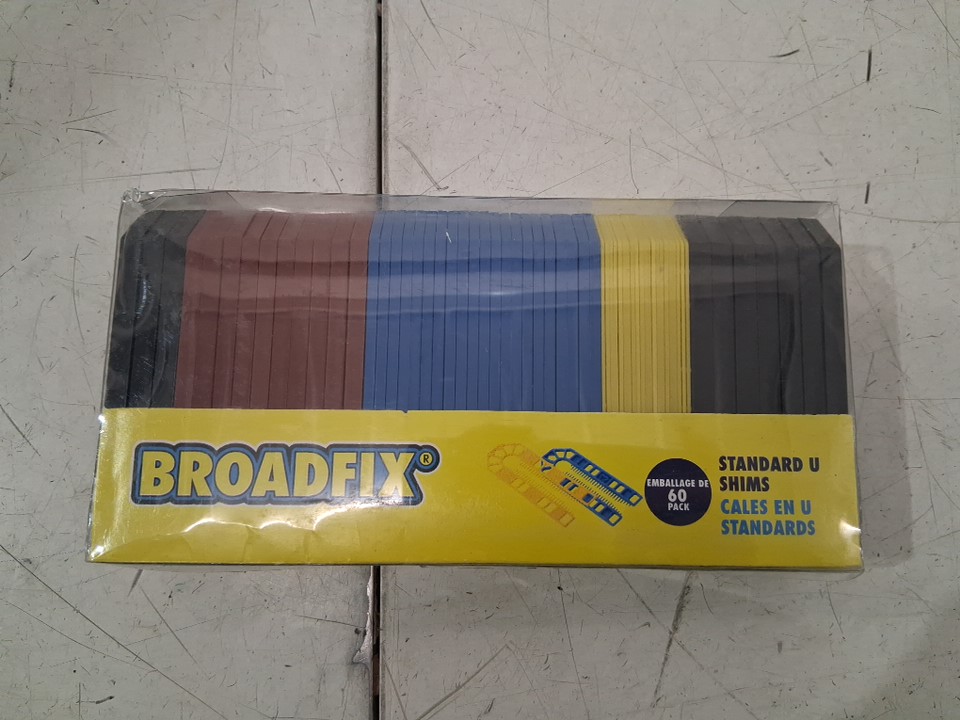 BROADFIX®
EMBALLAGE DE
60
PACK
STANDARD U
SHIMS
CALES EN U
STANDARDS